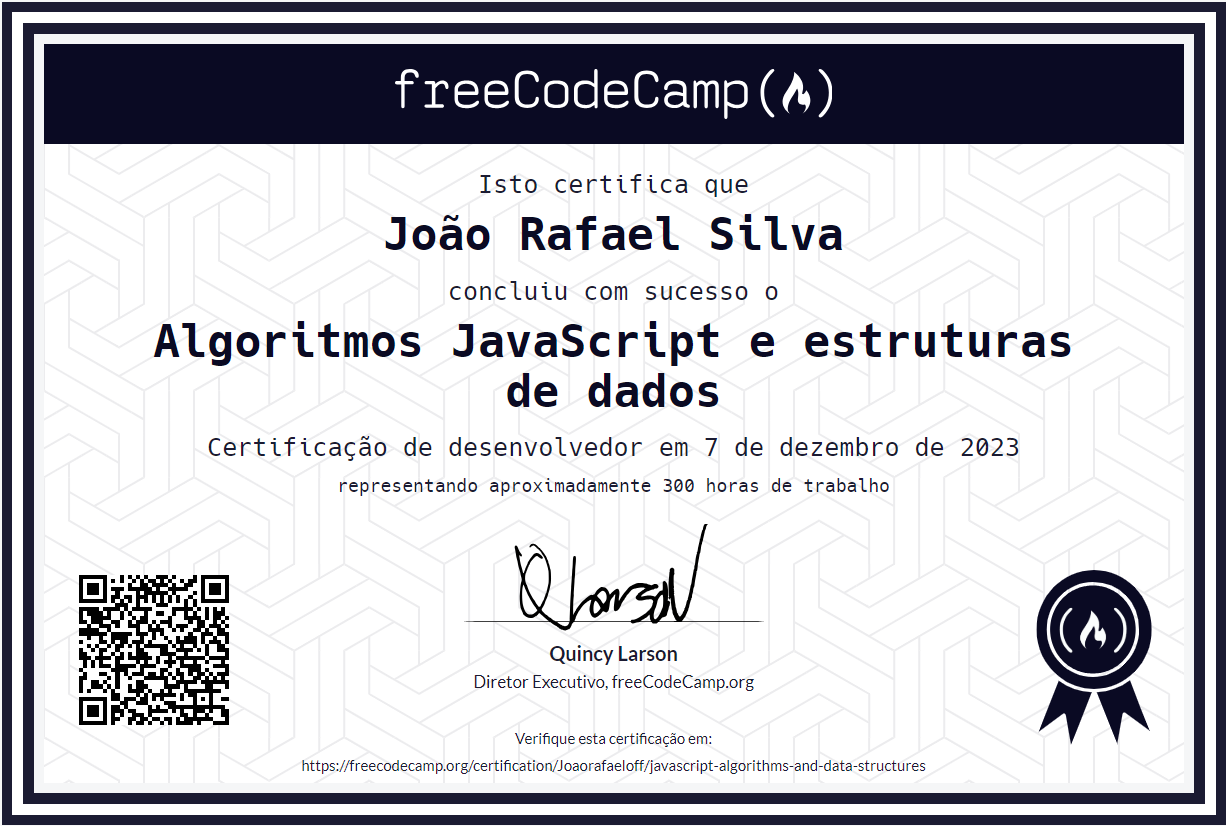 freeCodeCamp(🔥)
Isto certifica que
João Rafael Silva
concluiu com sucesso o
Algoritmos JavaScript e estruturas
de dados
Certificação de desenvolvedor em 7 de dezembro de 2023
representando aproximadamente 300 horas de trabalho
Quincy Larson
Diretor Executivo, freeCodeCamp.org
Verifique esta certificação em:
https://freecodecamp.org/certification/Joaorafaeloff/javascript-algorithms-and-data-structures